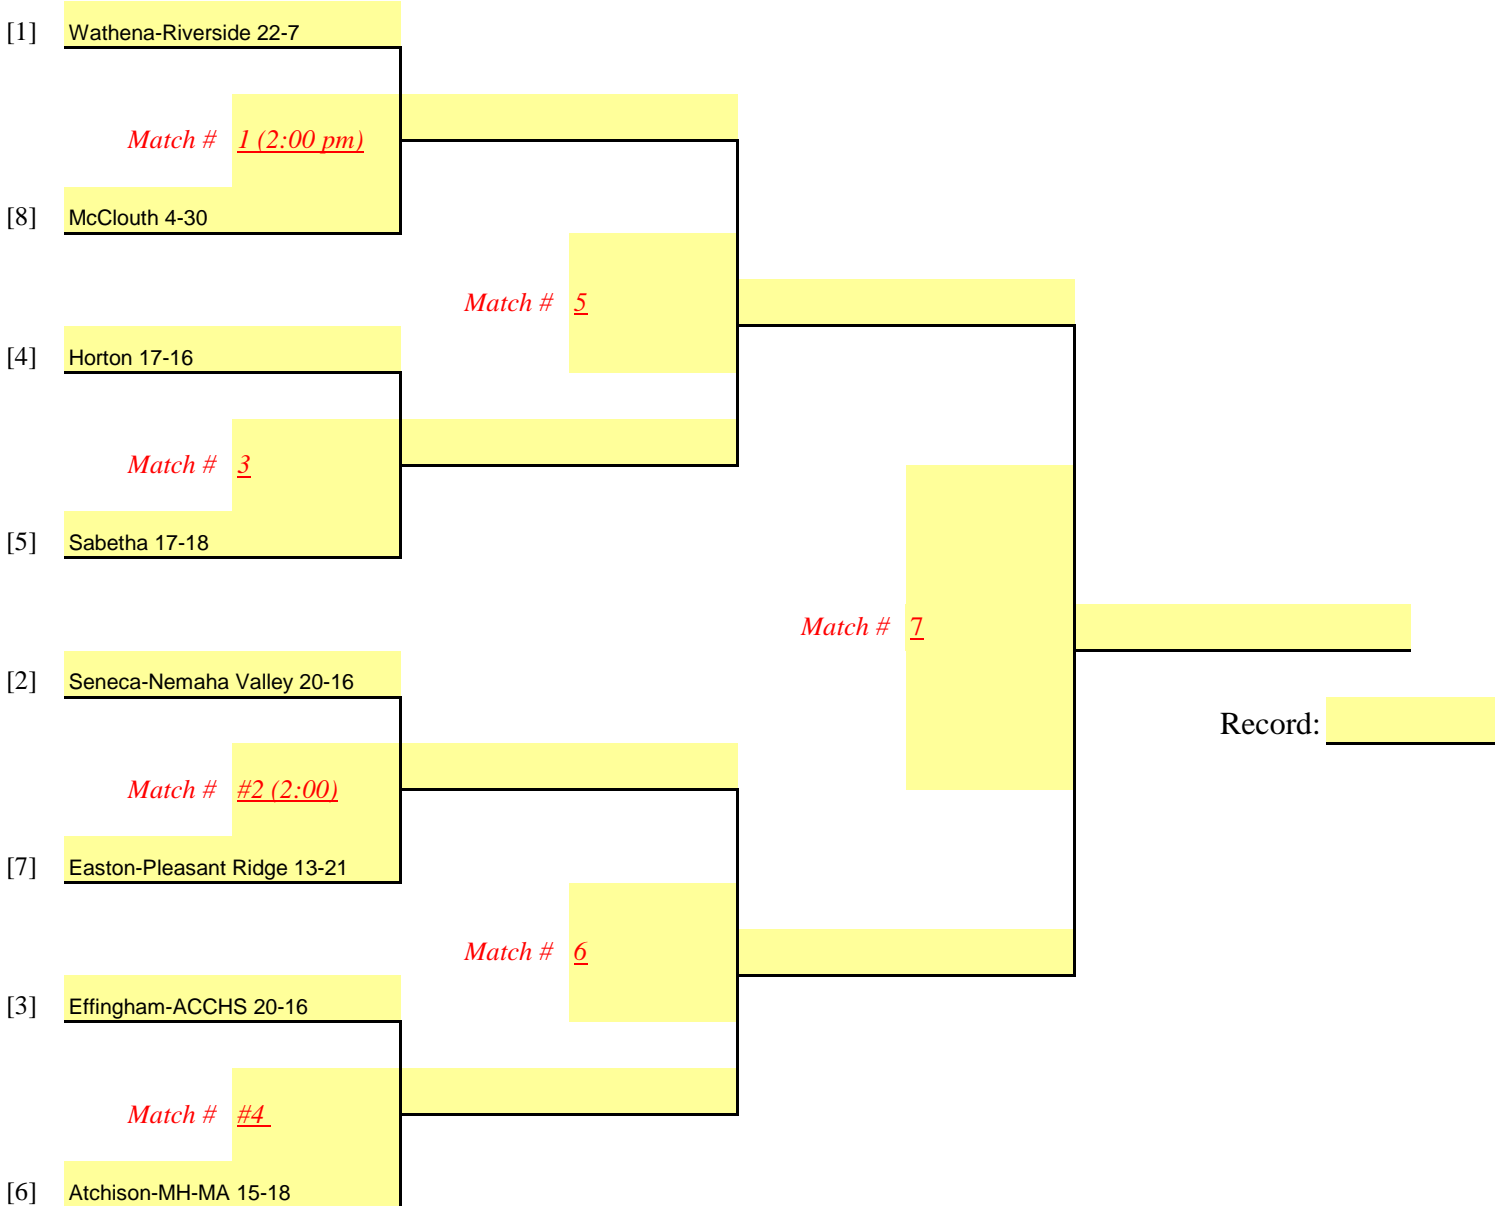 [1] Wathena-Riverside 22-7
Match # 1 (2:00 pm)
[8] McClouth 4-30
Match # 5
[4] Horton 17-16
Match # 3
[5] Sabetha 17-18
Match # 7
[2] Seneca-Nemaha Valley 20-16
Record:
Match # #2 (2:00)
[7] Easton-Pleasant Ridge 13-21
Match # 6
[3] Effingham-ACCHS 20-16
Match # #4
[6] Atchison-MH-MA 15-18